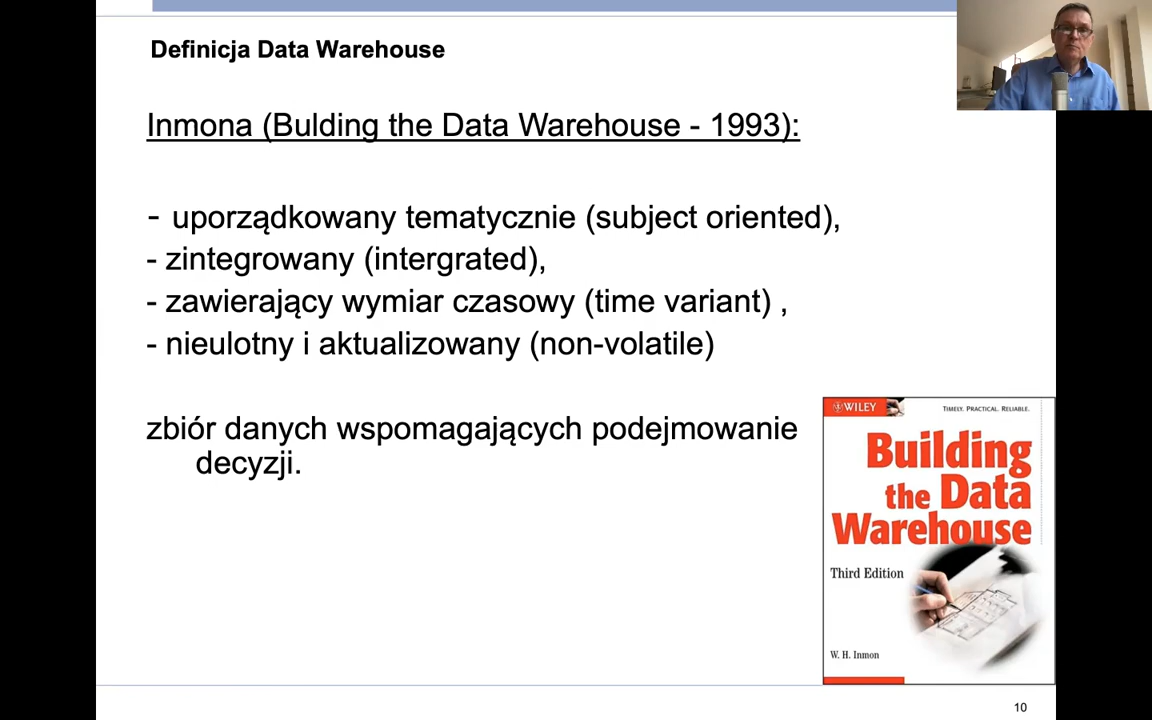 Definicja Data Warehouse
Inmona (Bulding the Data Warehouse - 1993):
- uporządkowany tematycznie (subject oriented),
- zintegrowany (intergrated),
- zawierający wymiar czasowy (time variant) ,
- nieulotny i aktualizowany (non-volatile)
zbiór danych wspomagających podejmowanie
decyzji.
WILEY
TIMELY. PRACTICAL. RELIABLE.
Building
the Data
Warehouse
Third Edition
W. H. Inmon
10